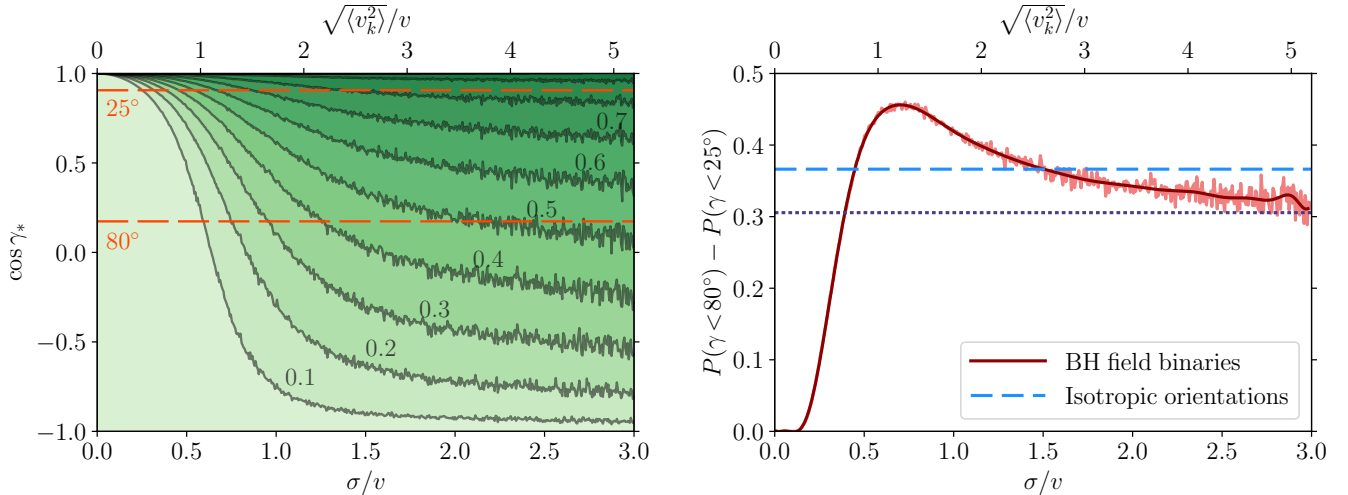 √⟨v_k^2⟩/v
0 1 2 3 4 5
1.0
0.5
0.0
−0.5
−1.0
cos γ_*
25°
80°
0.7
0.6
0.5
0.4
0.3
0.2
0.1
0.0 0.5 1.0 1.5 2.0 2.5 3.0
σ/v
√⟨v_k^2⟩/v
0 1 2 3 4 5
0.5
0.4
0.3
0.2
0.1
0.0
P(γ < 80°) − P(γ < 25°)
BH field binaries
Isotropic orientations
0.0 0.5 1.0 1.5 2.0 2.5 3.0
σ/v